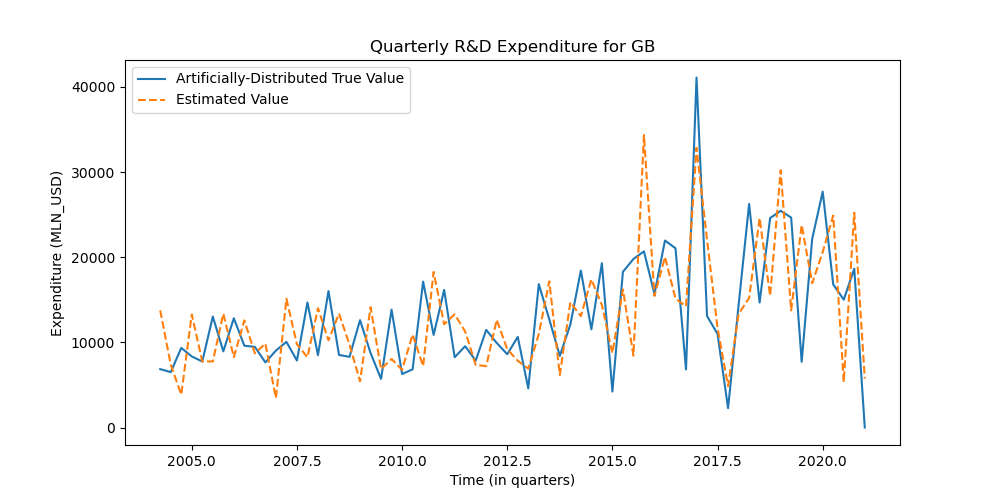 Quarterly R&D Expenditure for GB
Artificially-Distributed True Value
Estimated Value
Expenditure (MLN_USD)
40000
30000
20000
10000
0
2005.0 2007.5 2010.0 2012.5 2015.0 2017.5 2020.0
Time (in quarters)